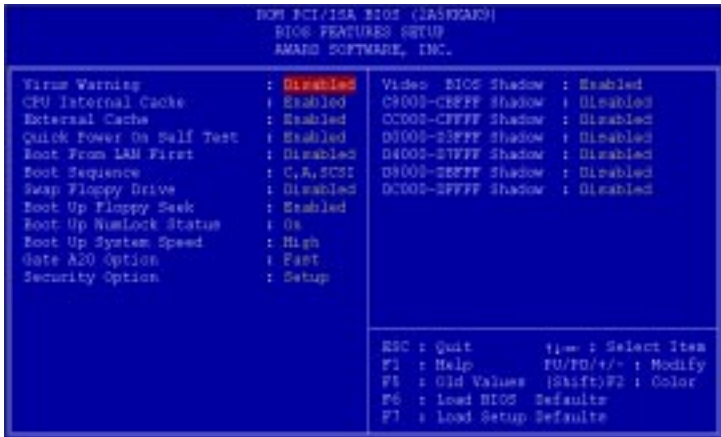 ROM PCI/ISA BIOS (2A5KKAK9)
BIOS FEATURES SETUP
AWARD SOFTWARE, INC.
Virus Warning : Disabled
CPU Internal Cache : Enabled
External Cache : Enabled
Quick Power On Self Test : Enabled
Boot From LAN First : Disabled
Boot Sequence : C,A,SCSI
Swap Floppy Drive : Disabled
Boot Up Floppy Seek : Enabled
Boot Up NumLock Status : On
Boot Up System Speed : High
Gate A20 Option : Fast
Security Option : Setup
Video BIOS Shadow : Enabled
C8000-CBFFF Shadow : Disabled
CC000-CFFFF Shadow : Disabled
D0000-D3FFF Shadow : Disabled
D4000-D7FFF Shadow : Disabled
D8000-DBFFF Shadow : Disabled
DC000-DFFFF Shadow : Disabled
ESC : Quit ↑↓→← : Select Item
F1 : Help PU/PD/+/- : Modify
F5 : Old Values (Shift)F2 : Color
F6 : Load BIOS Defaults
F7 : Load Setup Defaults